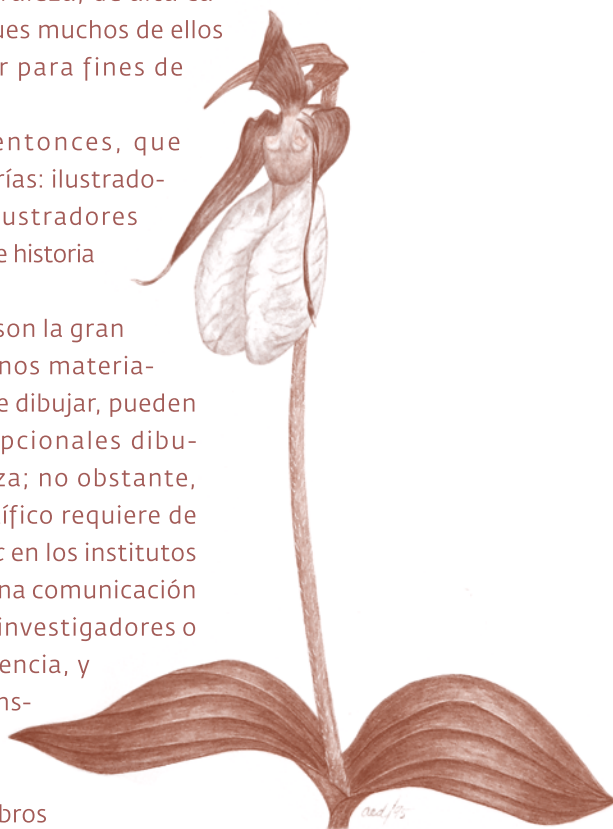 ues muchos de ellos
r para fines de
entonces, que
rías: ilustrado-
ustradores
e historia
son la gran
nos materia-
e dibujar, pueden
pcionales dibu-
za; no obstante,
ífico requiere de
c en los institutos
na comunicación
investigadores o
encia, y
ns-
bros